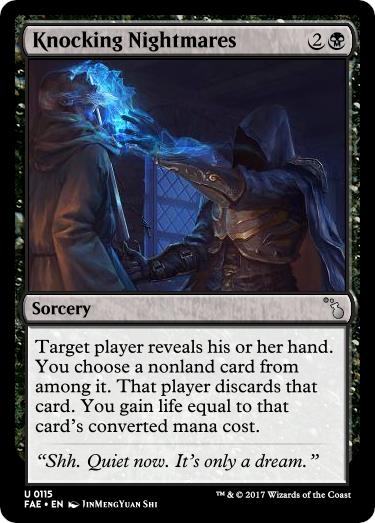 Knocking Nightmares 2
Sorcery
Target player reveals his or her hand.
You choose a nonland card from
among it. That player discards that
card. You gain life equal to that
card's converted mana cost.
“Shh. Quiet now. It's only a dream.”
U 0115
FAE • EN JinMengYuan Shi
™ & © 2017 Wizards of the Coast